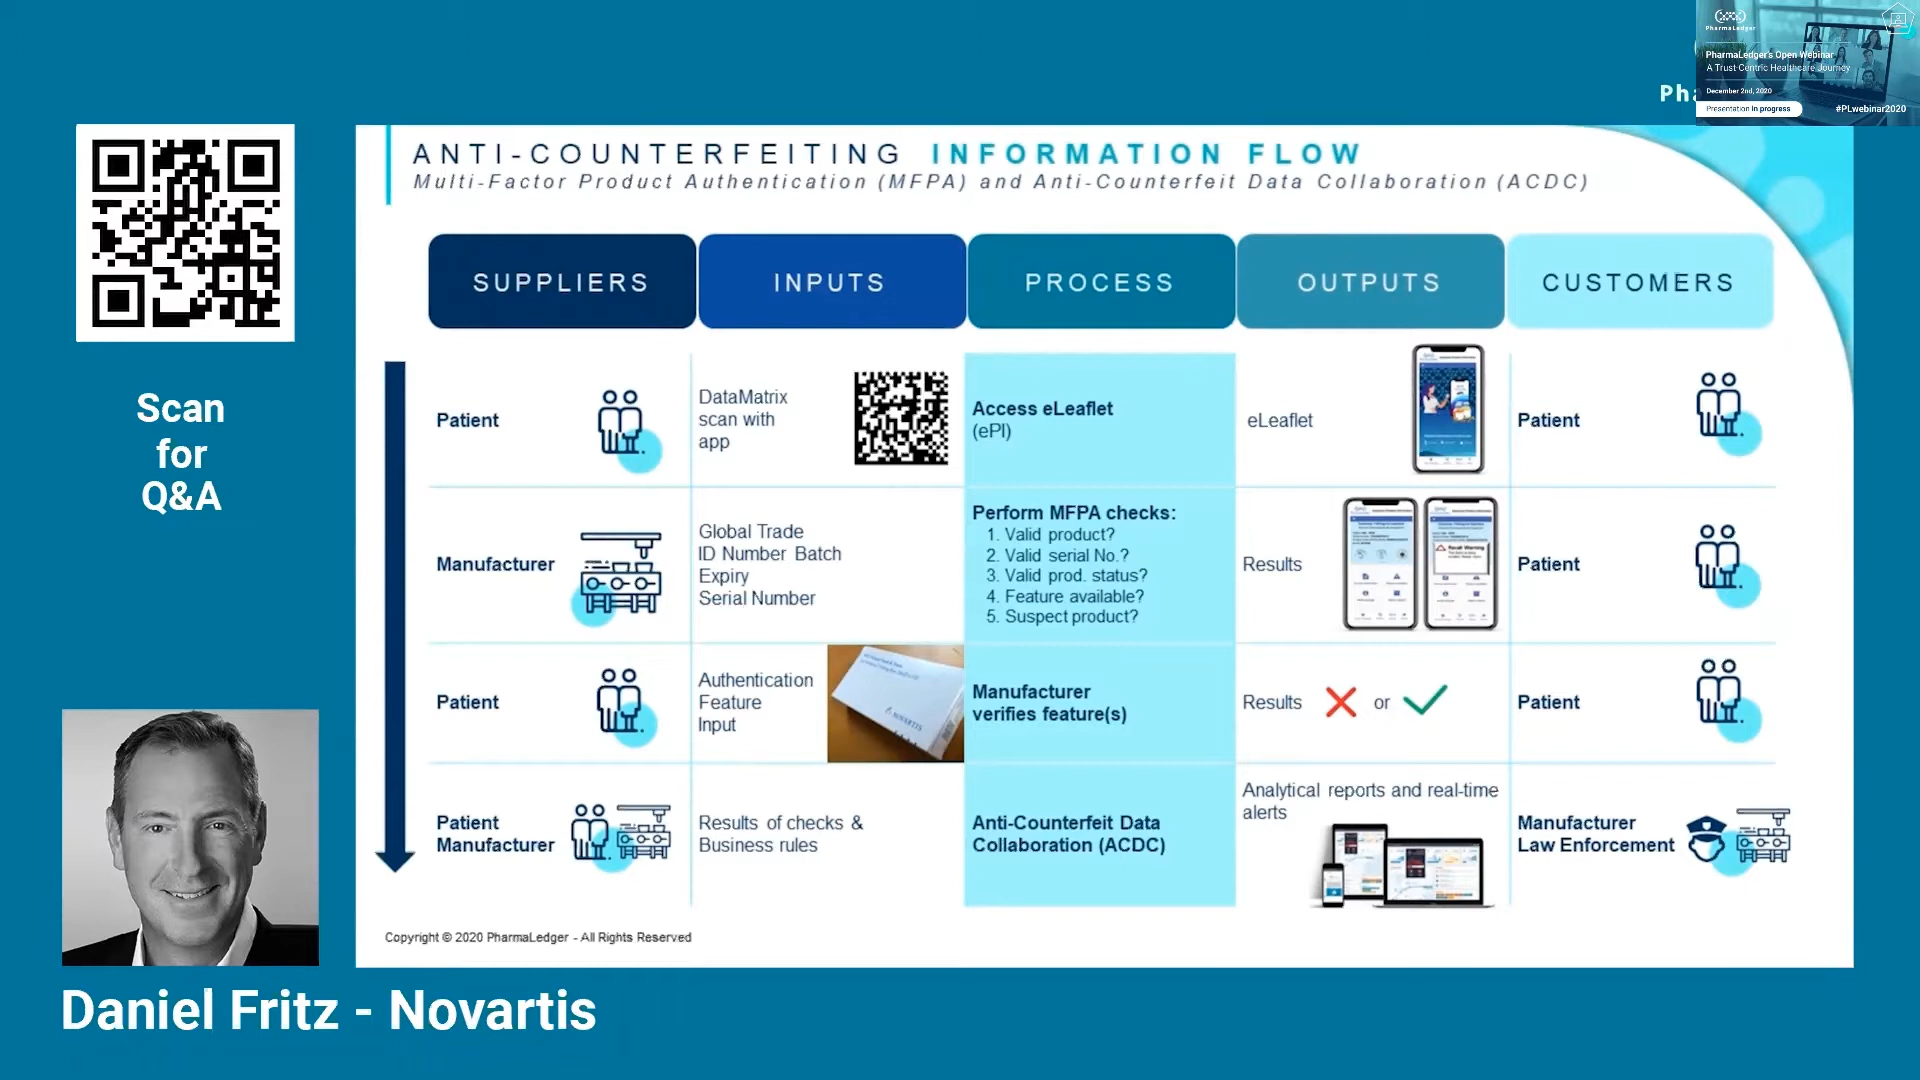 PharmaLedger
PharmaLedger's Open Webinar
A Trust-Centric Healthcare Journey
December 2nd, 2020
Presentation in progress
#PLwebinar2020
Scan
for
Q&A
ANTI-COUNTERFEITING INFORMATION FLOW
Multi-Factor Product Authentication (MFPA) and Anti-Counterfeit Data Collaboration (ACDC)
SUPPLIERS
INPUTS
PROCESS
OUTPUTS
CUSTOMERS
Patient
DataMatrix
scan with
app
Access eLeaflet
(ePI)
eLeaflet
Patient
Manufacturer
Global Trade
ID Number Batch
Expiry
Serial Number
Perform MFPA checks:
1. Valid product?
2. Valid serial No.?
3. Valid prod. status?
4. Feature available?
5. Suspect product?
Results
Recall Warning
Patient
Patient
Authentication
Feature
Input
NOVARTIS
Manufacturer
verifies feature(s)
Results
or
Patient
Patient
Manufacturer
Results of checks &
Business rules
Anti-Counterfeit Data
Collaboration (ACDC)
Analytical reports and real-time
alerts
Manufacturer
Law Enforcement
Copyright © 2020 PharmaLedger - All Rights Reserved
Daniel Fritz - Novartis